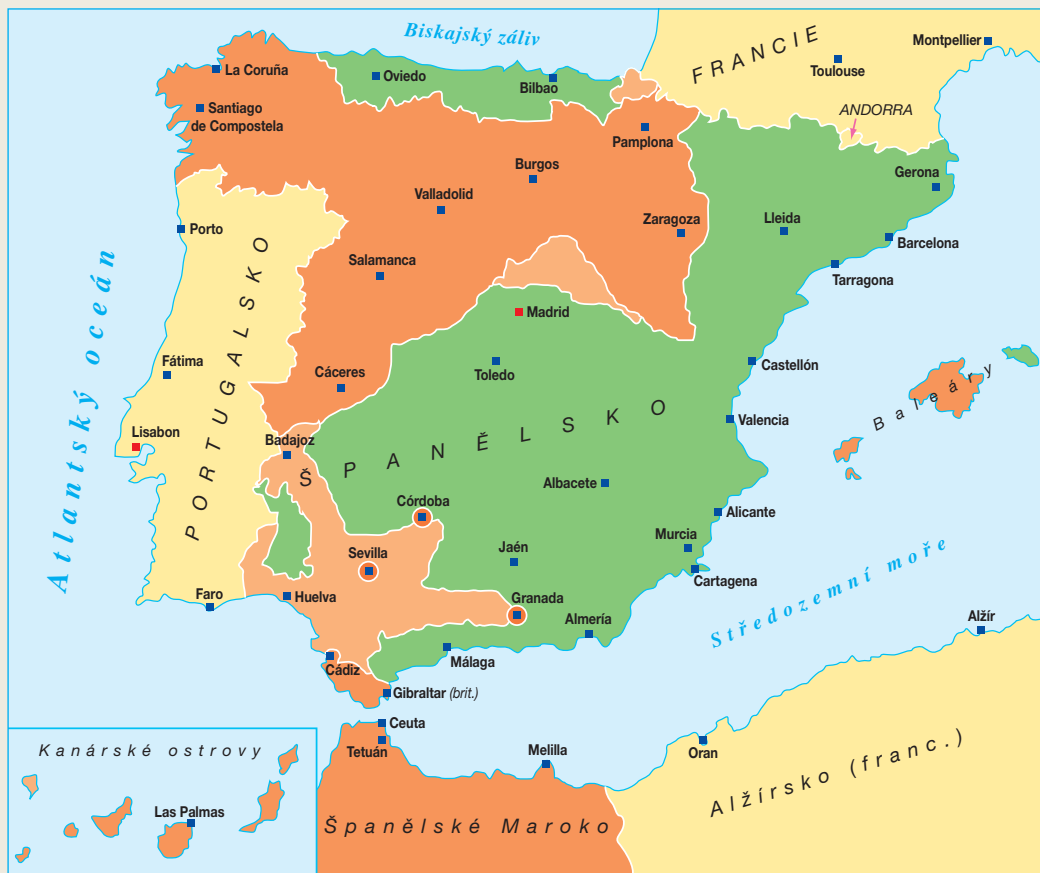 Biskajský záliv
FRANCIE
Montpellier
Toulouse
La Coruña
Oviedo
Bilbao
ANDORRA
Santiago
de Compostela
Pamplona
Burgos
Gerona
Valladolid
Zaragoza
Lleida
Porto
Barcelona
Salamanca
Tarragona
Atlantský oceán
PORTUGALSKO
Madrid
Fátima
Cáceres
Toledo
Castellón
Baleáry
Lisabon
Badajoz
ŠPANĚLSKO
Valencia
Albacete
Córdoba
Alicante
Sevilla
Jaén
Murcia
Cartagena
Středozemní moře
Faro
Huelva
Granada
Almería
Alžír
Cádiz
Málaga
Gibraltar (brit.)
Ceuta
Tetuán
Melilla
Oran
Kanárské ostrovy
Las Palmas
Španělské Maroko
Alžírsko (franc.)